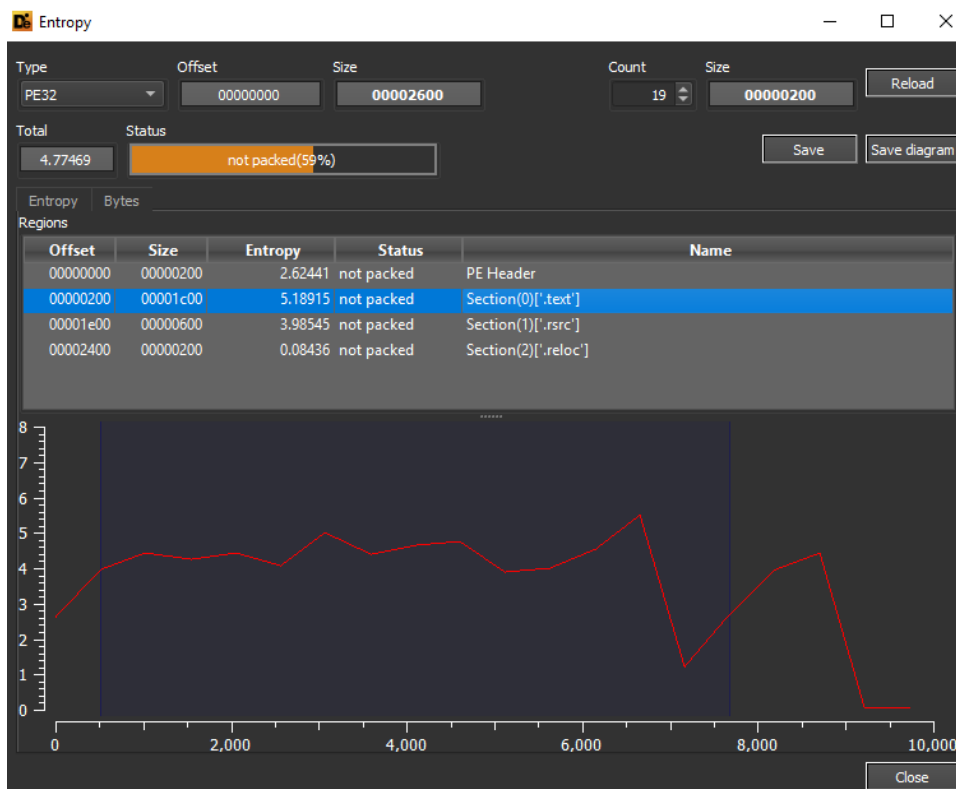 Entropy
Type Offset Size Count Size
PE32 00000000 00002600 19 00000200 Reload
Total Status
4.77469 not packed(59%) Save Save diagram
Entropy Bytes
Regions
Offset Size Entropy Status Name
00000000 00000200 2.62441 not packed PE Header
00000200 00001c00 5.18915 not packed Section(0)['.text']
00001e00 00000600 3.98545 not packed Section(1)['.rsrc']
00002400 00000200 0.08436 not packed Section(2)['.reloc']
8
7
6
5
4
3
2
1
0
0 2,000 4,000 6,000 8,000 10,000
Close